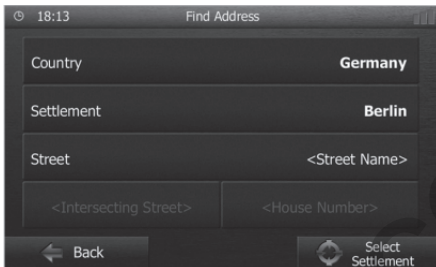 18:13 Find Address
Country Germany
Settlement Berlin
Street <Street Name>
<Intersecting Street> <House Number>
Back Select
Settlement